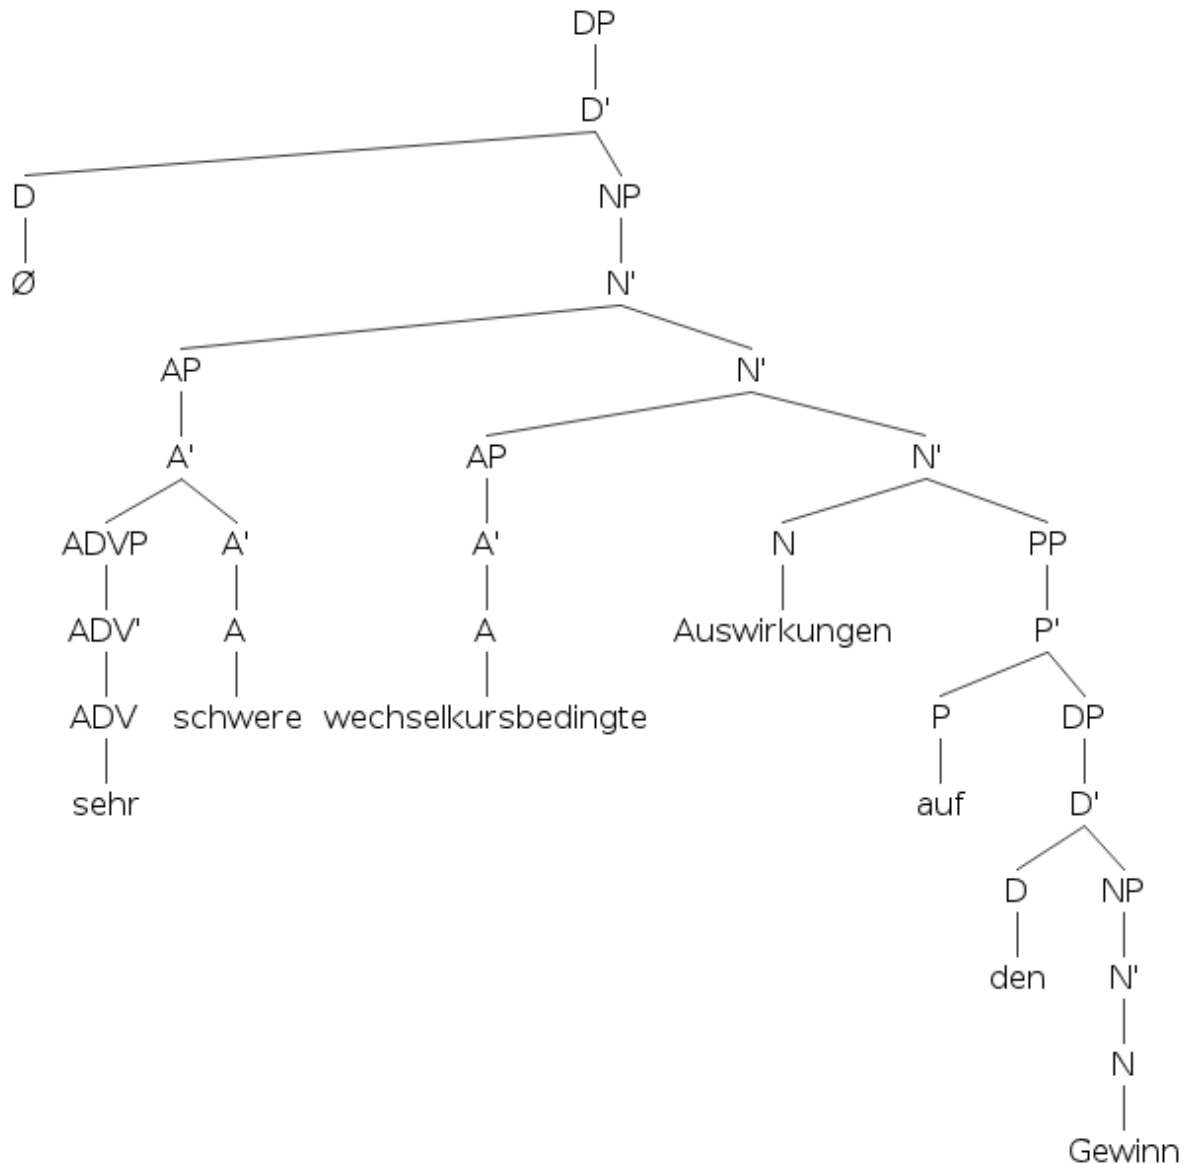 DP
D'
D NP
Ø N'
AP N'
A' AP N'
ADVP A' A' N PP
ADV' A A Auswirkungen P'
ADV schwere wechselkursbedingte P DP
sehr auf D'
D NP
den N'
N
Gewinn